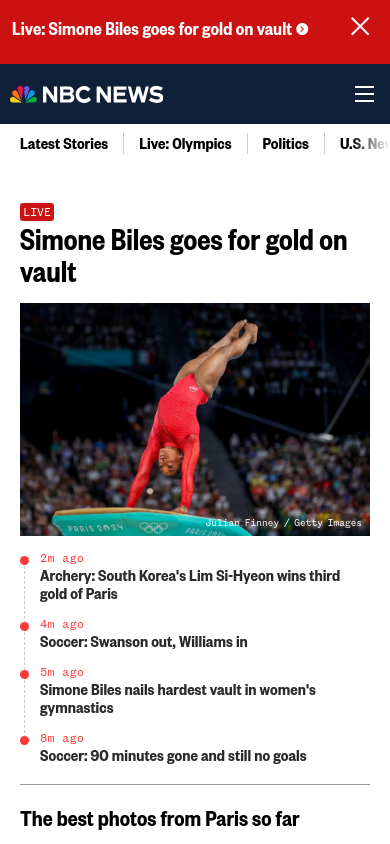 Live: Simone Biles goes for gold on vault
NBC NEWS
Latest Stories
Live: Olympics
Politics
U.S. New
LIVE
Simone Biles goes for gold on
vault
PARIS 2024
PARIS 2024
Julian Finney / Getty Images
2m ago
Archery: South Korea's Lim Si-Hyeon wins third
gold of Paris
4m ago
Soccer: Swanson out, Williams in
5m ago
Simone Biles nails hardest vault in women's
gymnastics
8m ago
Soccer: 90 minutes gone and still no goals
The best photos from Paris so far